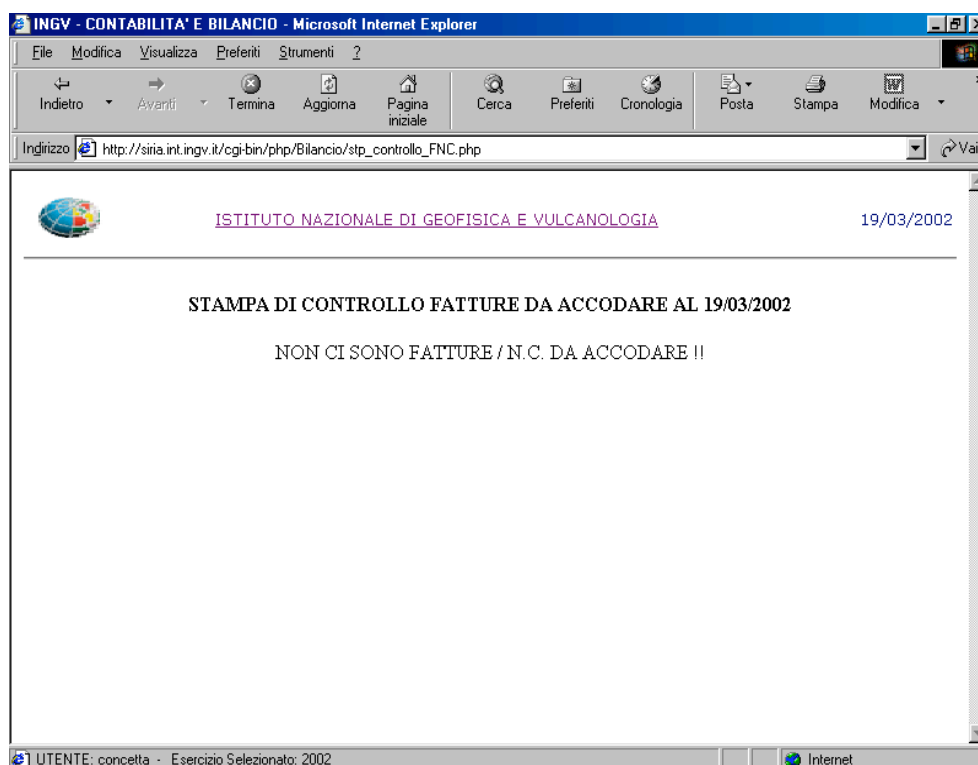 INGV - CONTABILITA' E BILANCIO - Microsoft Internet Explorer
File Modifica Visualizza Preferiti Strumenti ?
Indietro Avanti Termina Aggiorna Pagina iniziale Cerca Preferiti Cronologia Posta Stampa Modifica
Indirizzo http://siria.int.ingv.it/cgi-bin/php/Bilancio/stp_controllo_FNC.php Vai
ISTITUTO NAZIONALE DI GEOFISICA E VULCANOLOGIA 19/03/2002
STAMPA DI CONTROLLO FATTURE DA ACCODARE AL 19/03/2002
NON CI SONO FATTURE / N.C. DA ACCODARE !!
UTENTE: concetta - Esercizio Selezionato: 2002 Internet